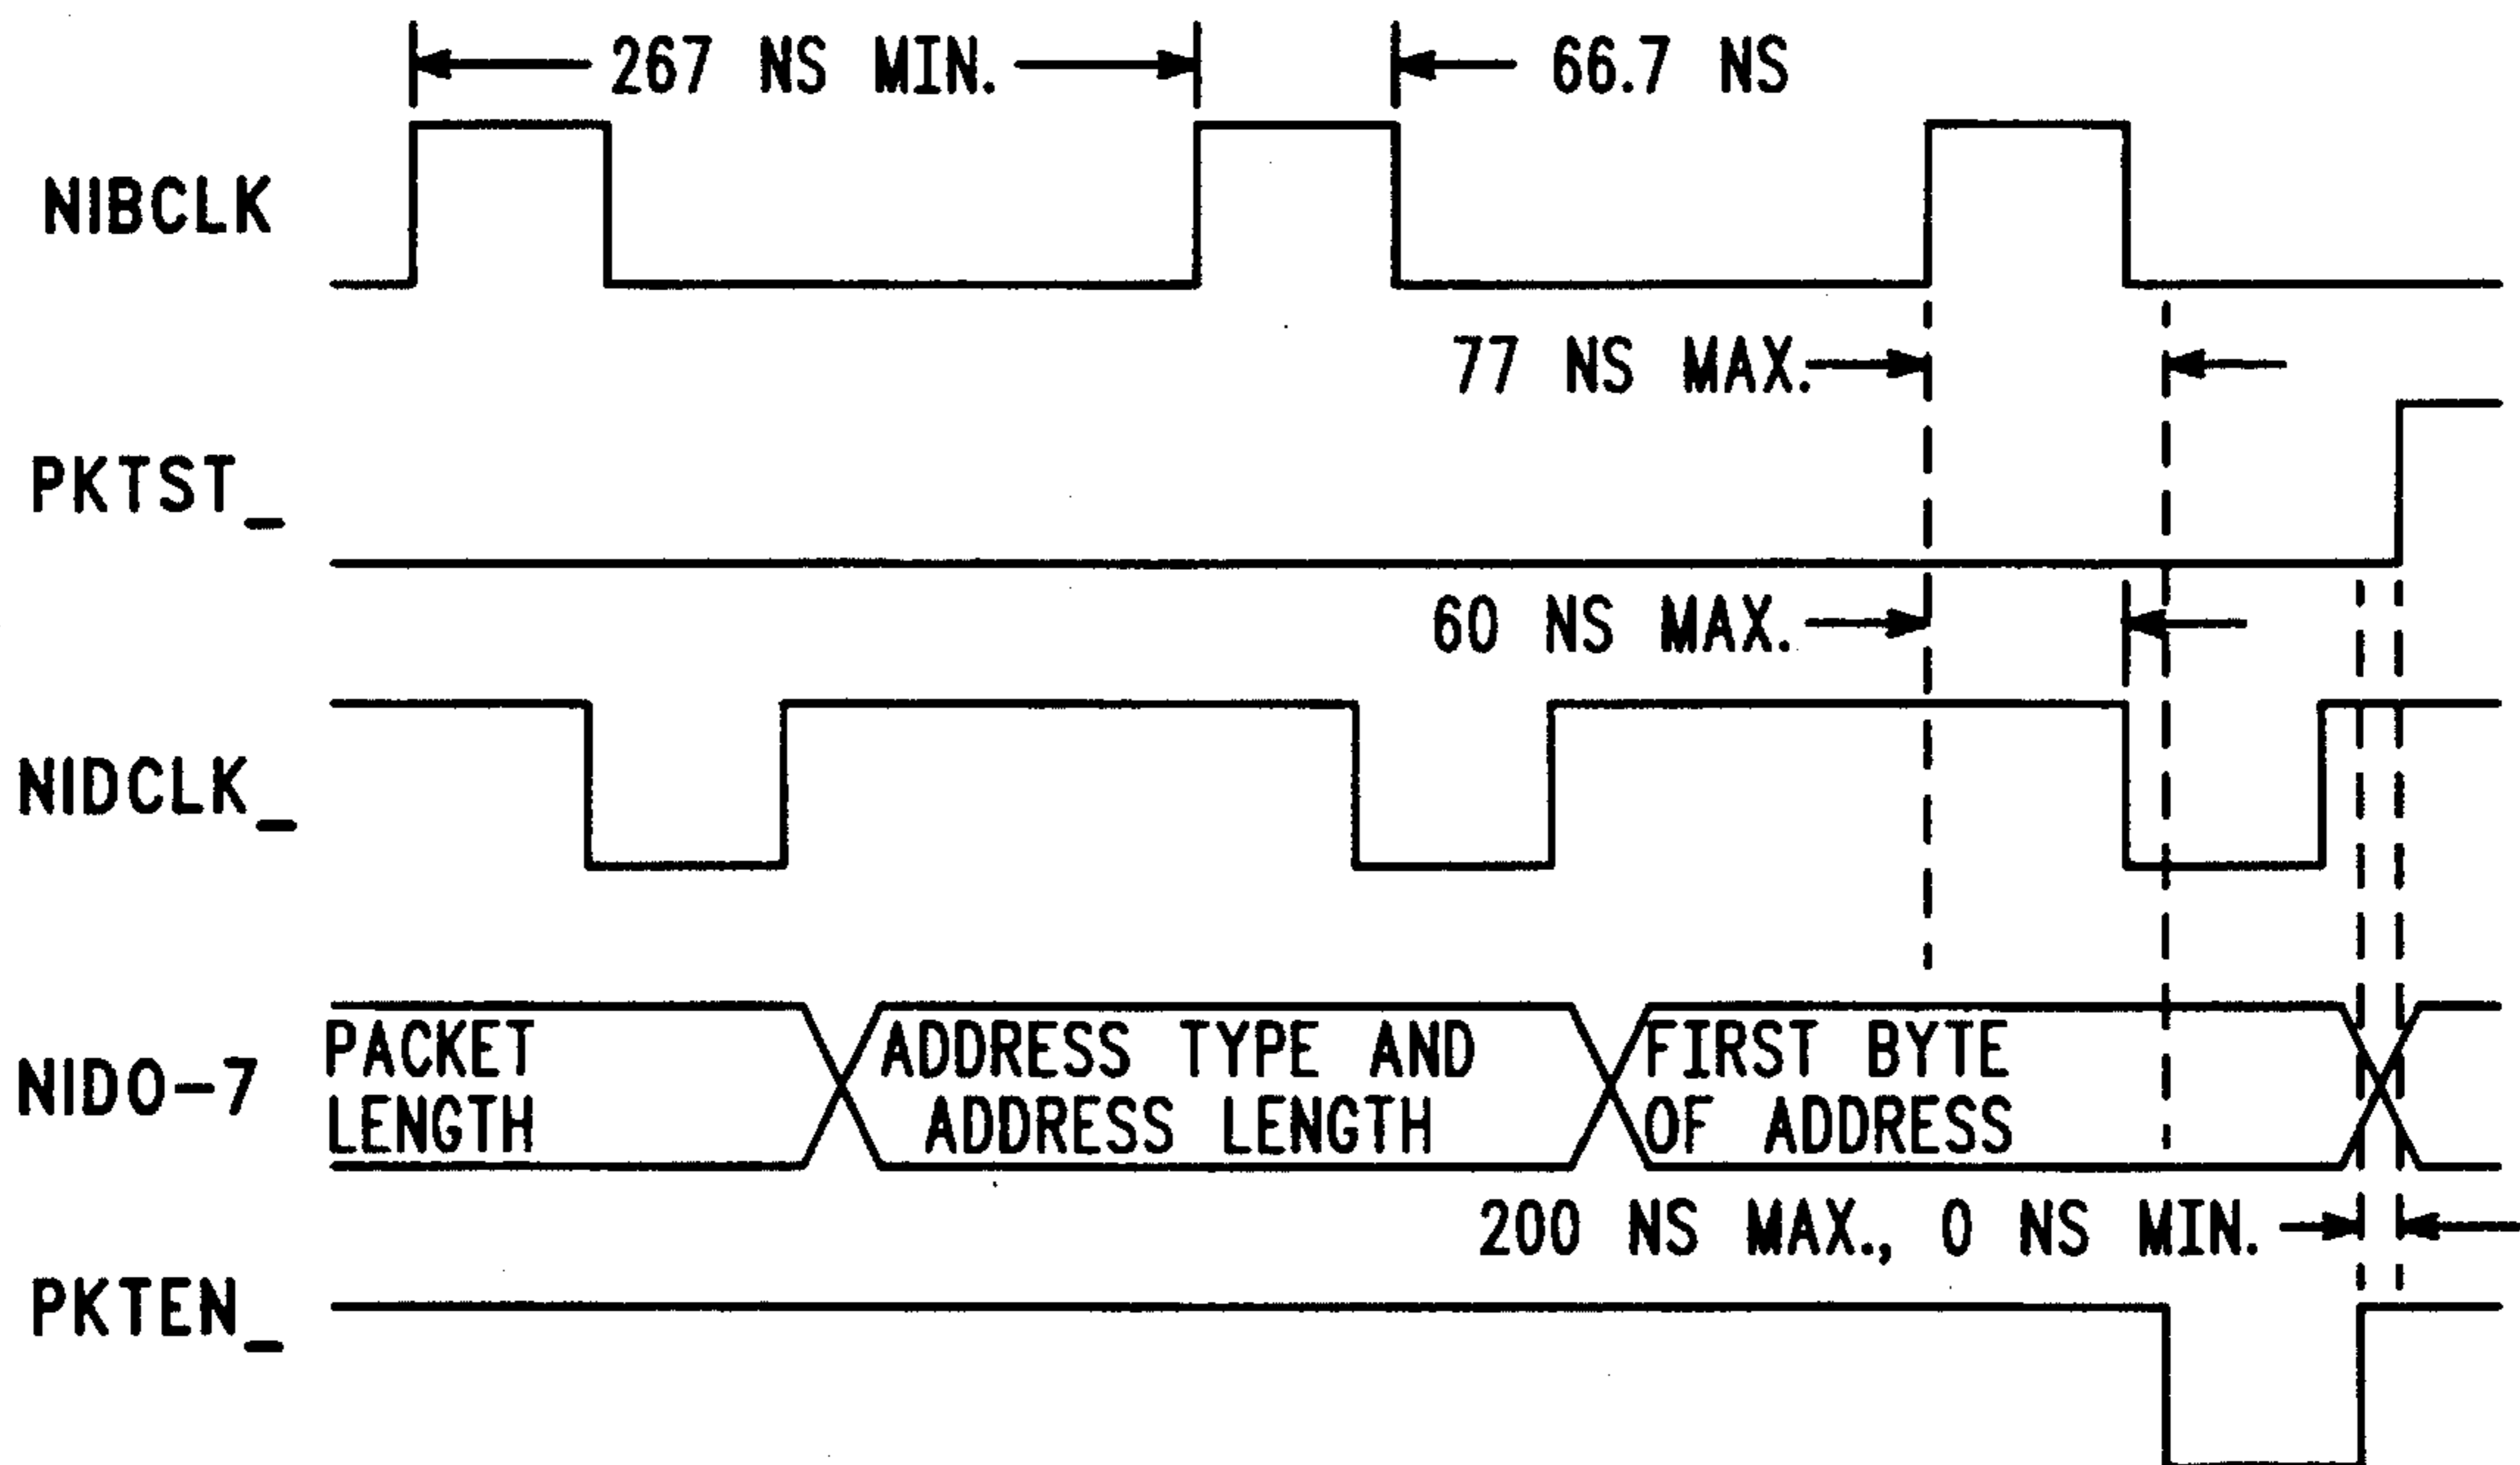 267 NS MIN. 66.7 NS
NIBCLK
77 NS MAX.
PKTST_
60 NS MAX.
NIDCLK_
NIDO-7
PACKET
LENGTH
ADDRESS TYPE AND
ADDRESS LENGTH
FIRST BYTE
OF ADDRESS
200 NS MAX., 0 NS MIN.
PKTEN_